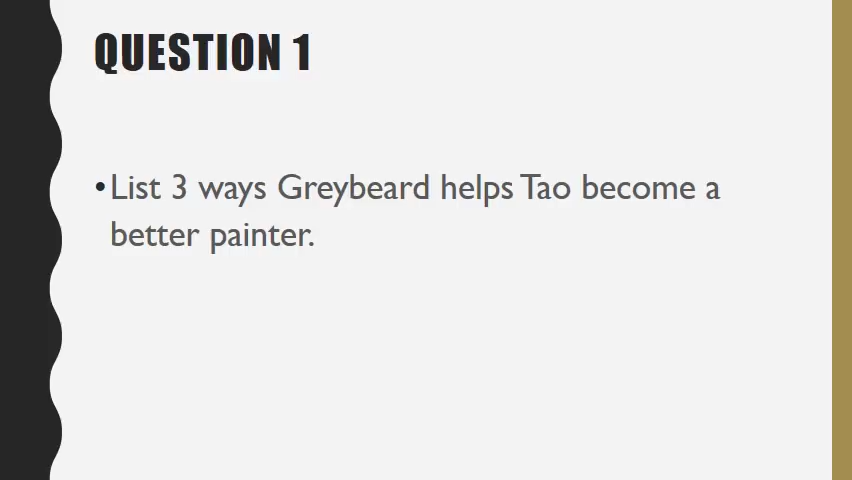 QUESTION 1
•List 3 ways Greybeard helps Tao become a
better painter.